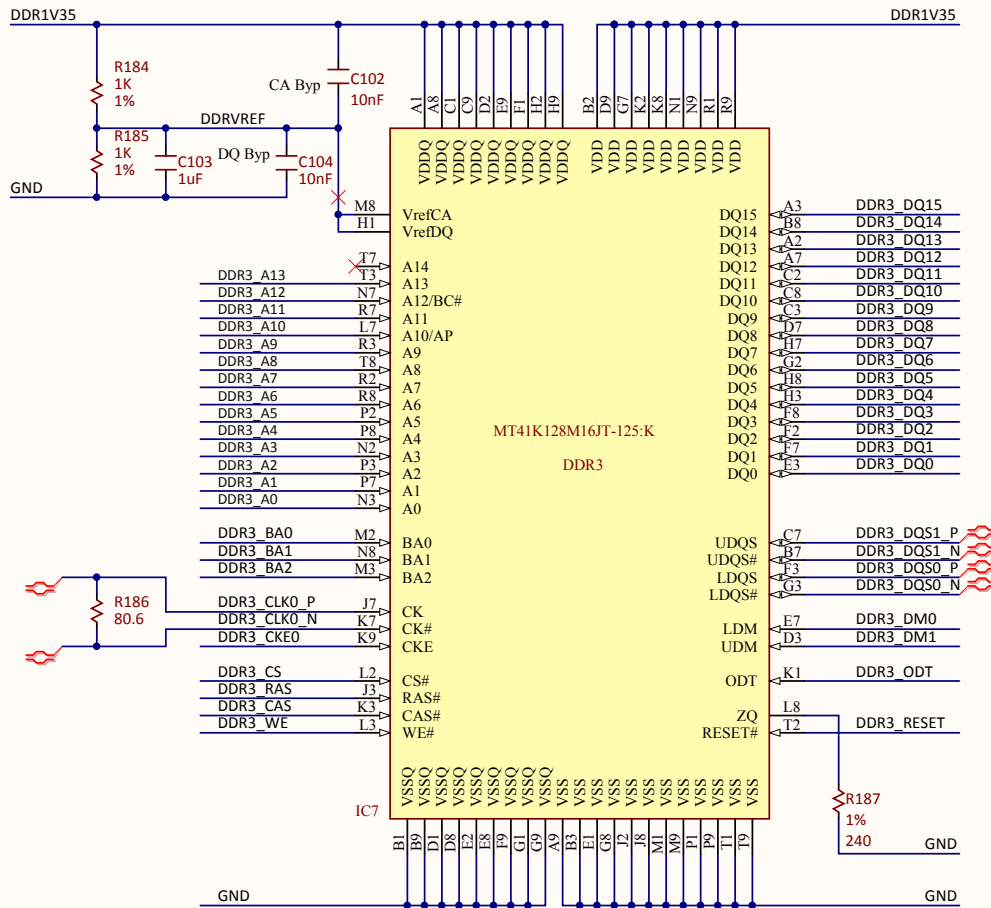 DDR1V35
DDR1V35
R184
1K
1%
CA Byp
C102
10nF
DDRVREF
R185
1K
1%
C103
1uF
DQ Byp
C104
10nF
GND
A1
A8
C1
C9
D2
E9
F1
H2
H9
B2
D9
G7
K2
K8
N1
N9
R1
R9
VDDQ
VDDQ
VDDQ
VDDQ
VDDQ
VDDQ
VDDQ
VDDQ
VDDQ
VDD
VDD
VDD
VDD
VDD
VDD
VDD
VDD
VDD
M8 VrefCA
H1 VrefDQ
T7 A14
DDR3_A13 T3 A13
DDR3_A12 N7 A12/BC#
DDR3_A11 R7 A11
DDR3_A10 L7 A10/AP
DDR3_A9 R3 A9
DDR3_A8 T8 A8
DDR3_A7 R2 A7
DDR3_A6 R8 A6
DDR3_A5 P2 A5
DDR3_A4 P8 A4
DDR3_A3 N2 A3
DDR3_A2 P3 A2
DDR3_A1 P7 A1
DDR3_A0 N3 A0
DDR3_BA0 M2 BA0
DDR3_BA1 N8 BA1
DDR3_BA2 M3 BA2
R186
80.6
DDR3_CLK0_P J7 CK
DDR3_CLK0_N K7 CK#
DDR3_CKE0 K9 CKE
DDR3_CS L2 CS#
DDR3_RAS J3 RAS#
DDR3_CAS K3 CAS#
DDR3_WE L3 WE#
MT41K128M16JT-125:K
DDR3
DQ15 A3 DDR3_DQ15
DQ14 B8 DDR3_DQ14
DQ13 A2 DDR3_DQ13
DQ12 A7 DDR3_DQ12
DQ11 C2 DDR3_DQ11
DQ10 C8 DDR3_DQ10
DQ9 C3 DDR3_DQ9
DQ8 D7 DDR3_DQ8
DQ7 H7 DDR3_DQ7
DQ6 G2 DDR3_DQ6
DQ5 H8 DDR3_DQ5
DQ4 H3 DDR3_DQ4
DQ3 F8 DDR3_DQ3
DQ2 F2 DDR3_DQ2
DQ1 F7 DDR3_DQ1
DQ0 E3 DDR3_DQ0
UDQS C7 DDR3_DQS1_P
UDQS# B7 DDR3_DQS1_N
LDQS F3 DDR3_DQS0_P
LDQS# G3 DDR3_DQS0_N
LDM E7 DDR3_DM0
UDM D3 DDR3_DM1
ODT K1 DDR3_ODT
ZQ L8
RESET# T2 DDR3_RESET
R187
1%
240
GND
VSSQ
VSSQ
VSSQ
VSSQ
VSSQ
VSSQ
VSSQ
VSSQ
VSSQ
VSS
VSS
VSS
VSS
VSS
VSS
VSS
VSS
VSS
VSS
VSS
VSS
IC7
B1
B9
D1
D8
E2
E8
F9
G1
G9
A9
B3
E1
G8
J2
J8
M1
M9
P1
P9
T1
T9
GND
GND